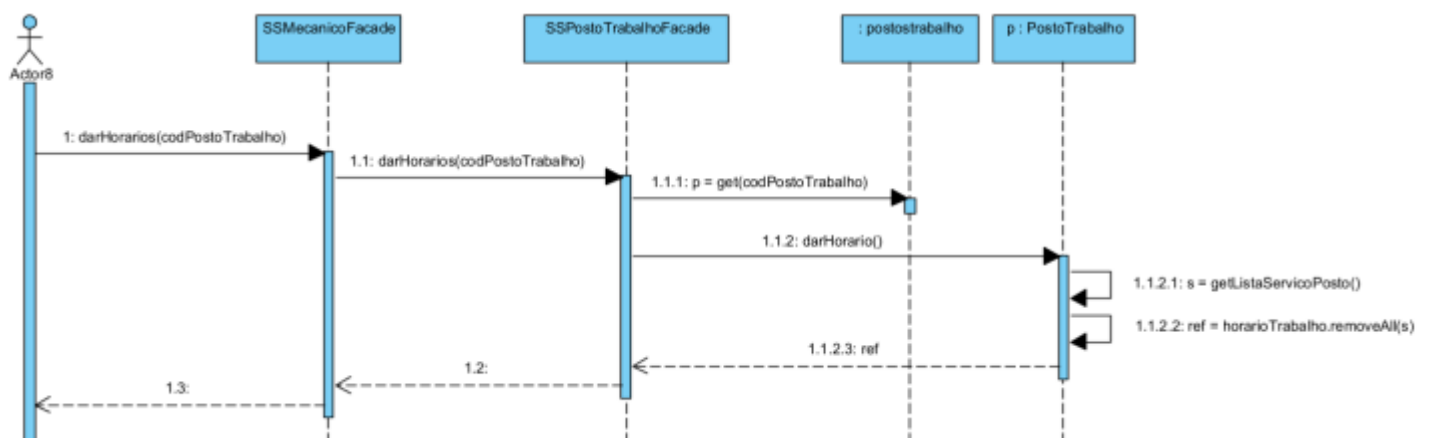 SSMecanicoFacade
SSPostoTrabalhoFacade
: postostrabalho
p : PostoTrabalho
Actor8
1: darHorarios(codPostoTrabalho)
1.1: darHorarios(codPostoTrabalho)
1.1.1: p = get(codPostoTrabalho)
1.1.2: darHorario()
1.1.2.1: s = getListaServicoPosto()
1.1.2.2: ref = horarioTrabalho.removeAll(s)
1.1.2.3: ref
1.2:
1.3: